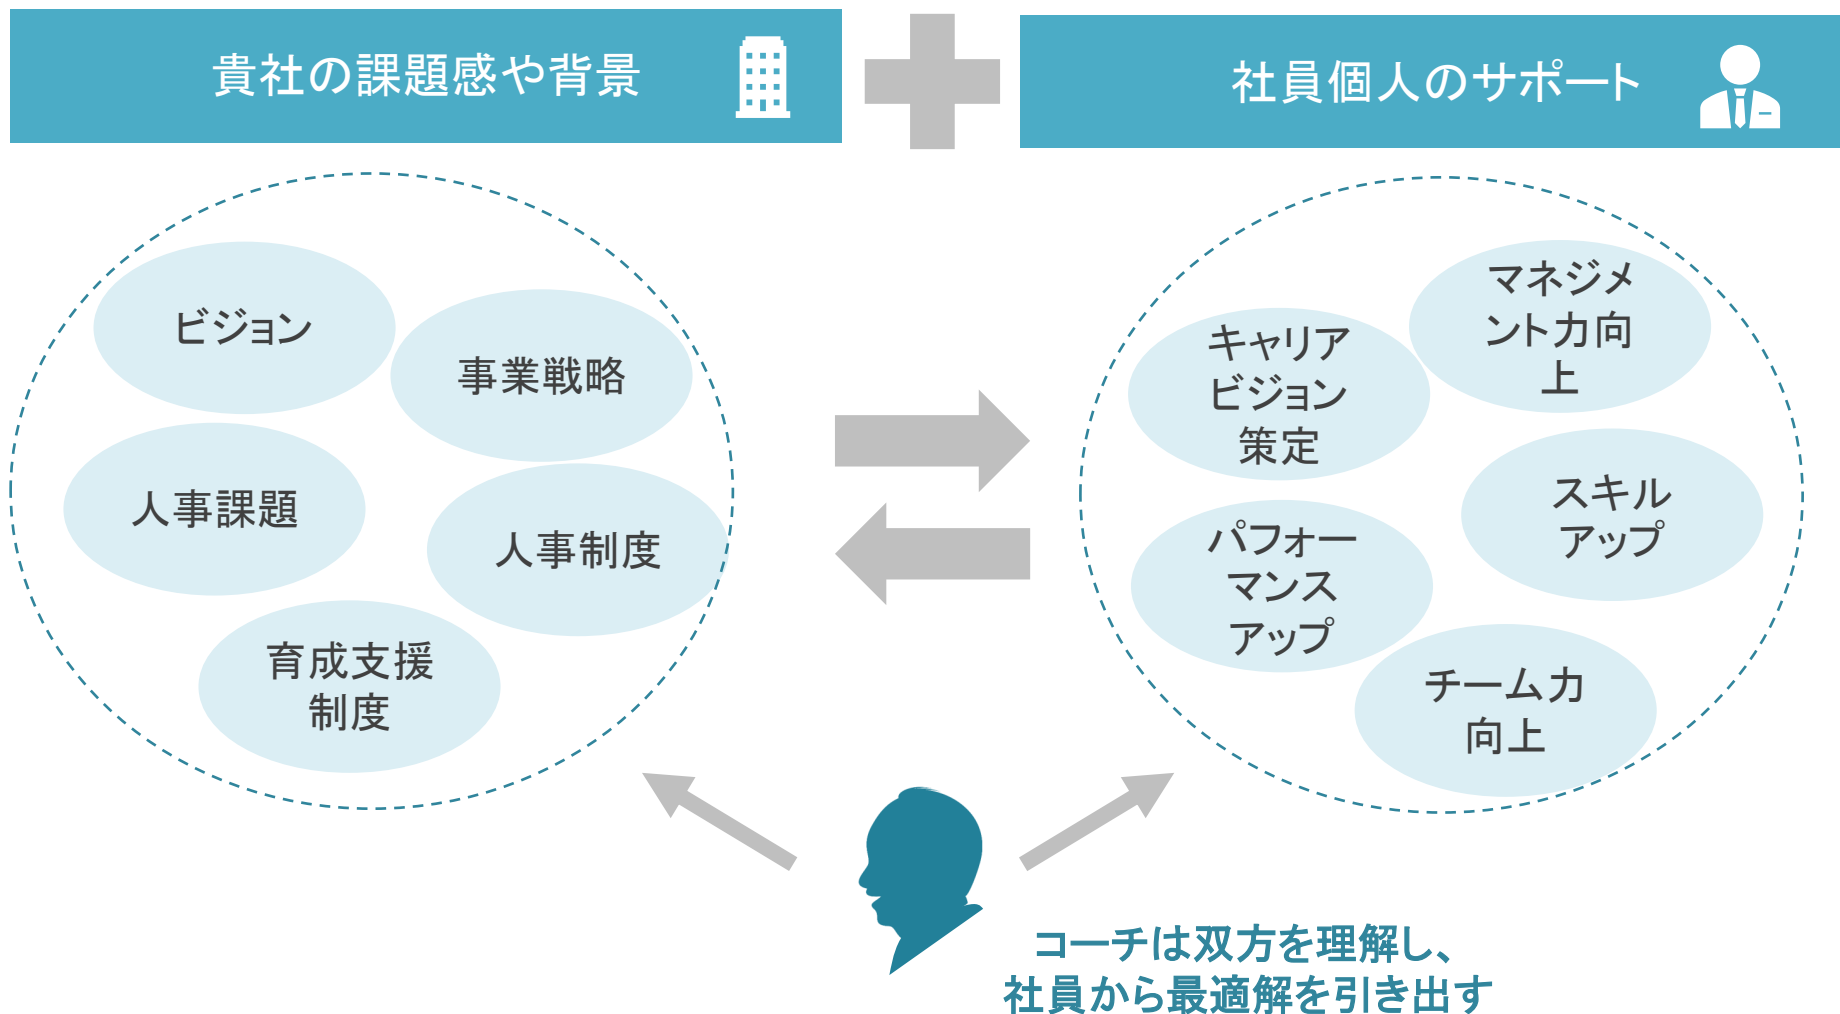 貴社の課題感や背景
社員個人のサポート
ビジョン
事業戦略
人事課題
人事制度
育成支援
制度
マネジメ
ント力向
上
キャリア
ビジョン
策定
スキル
アップ
パフォー
マンス
アップ
チーム力
向上
コーチは双方を理解し、
社員から最適解を引き出す